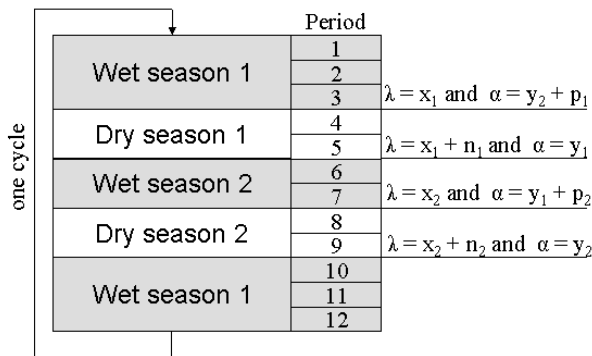 Period
Wet season 1
1
2
3
λ = x₁ and α = y₂ + p₁
Dry season 1
4
5
λ = x₁ + n₁ and α = y₁
Wet season 2
6
7
λ = x₂ and α = y₁ + p₂
Dry season 2
8
9
λ = x₂ + n₂ and α = y₂
Wet season 1
10
11
12
one cycle